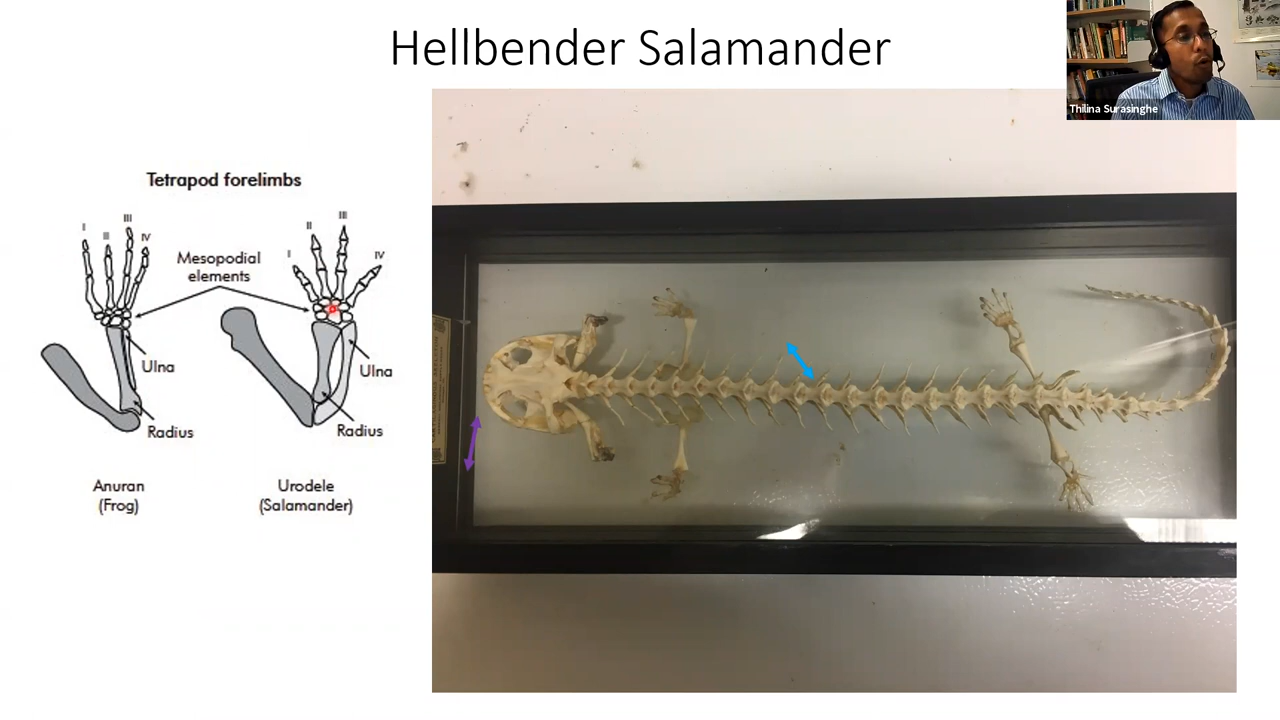 Hellbender Salamander
Thilina Surasinghe
Tetrapod forelimbs
I
II
III
IV
Mesopodial
elements
I
II
III
IV
Ulna
Radius
Ulna
Radius
Anuran
(Frog)
Urodele
(Salamander)